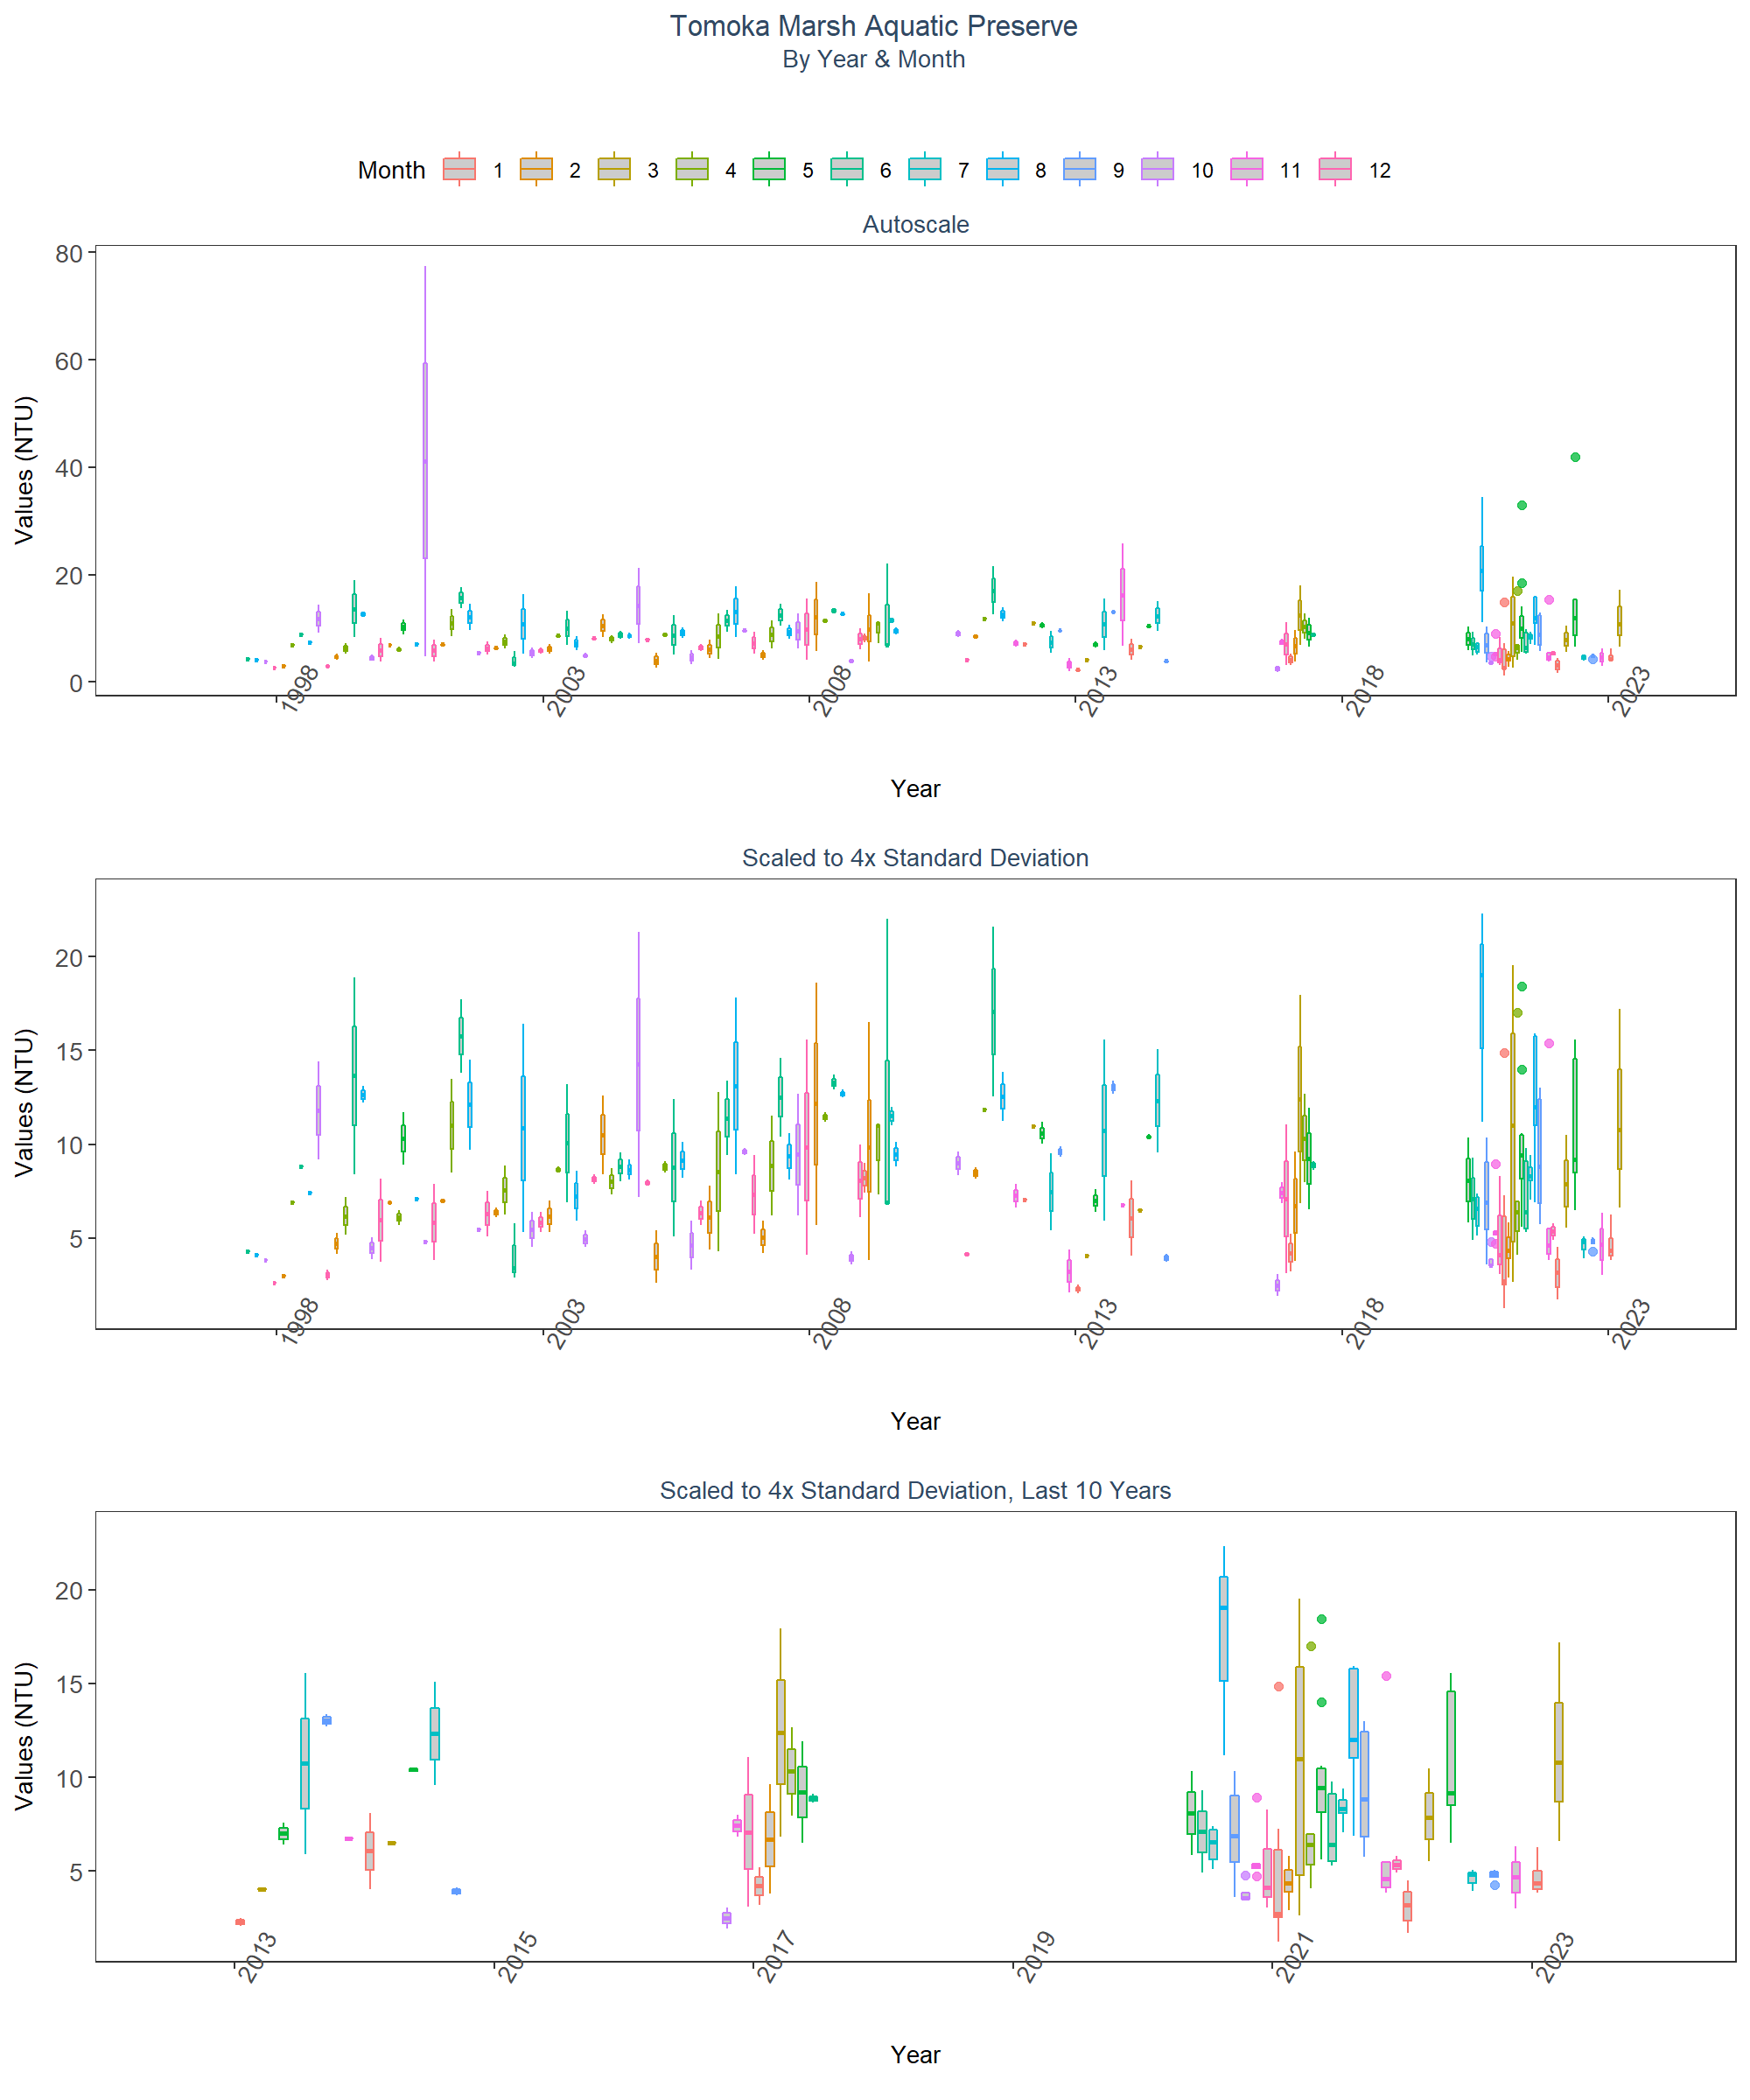 Tomoka Marsh Aquatic Preserve
By Year & Month
Month 1 2 3 4 5 6 7 8 9 10 11 12
Autoscale
Values (NTU)
80
60
40
20
0
1998 2003 2008 2013 2018 2023
Year
Scaled to 4x Standard Deviation
Values (NTU)
20
15
10
5
1998 2003 2008 2013 2018 2023
Year
Scaled to 4x Standard Deviation, Last 10 Years
Values (NTU)
20
15
10
5
2013 2015 2017 2019 2021 2023
Year